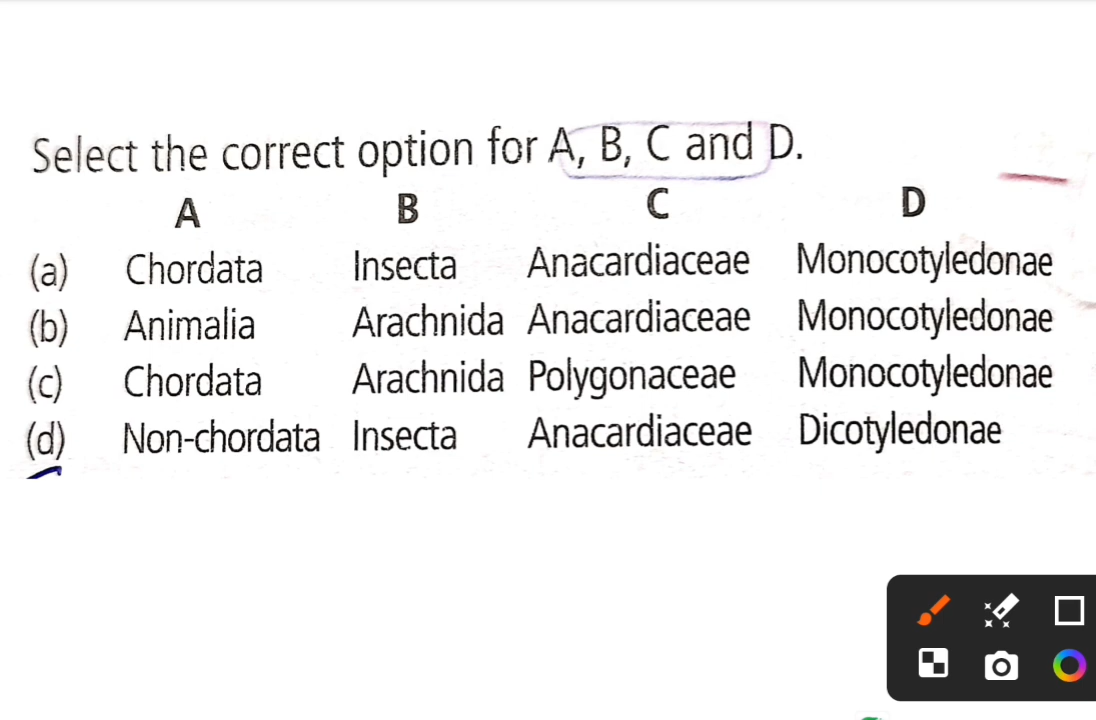 Select the correct option for A, B, C and D.
A B C D
(a) Chordata Insecta Anacardiaceae Monocotyledonae
(b) Animalia Arachnida Anacardiaceae Monocotyledonae
(c) Chordata Arachnida Polygonaceae Monocotyledonae
(d) Non-chordata Insecta Anacardiaceae Dicotyledonae